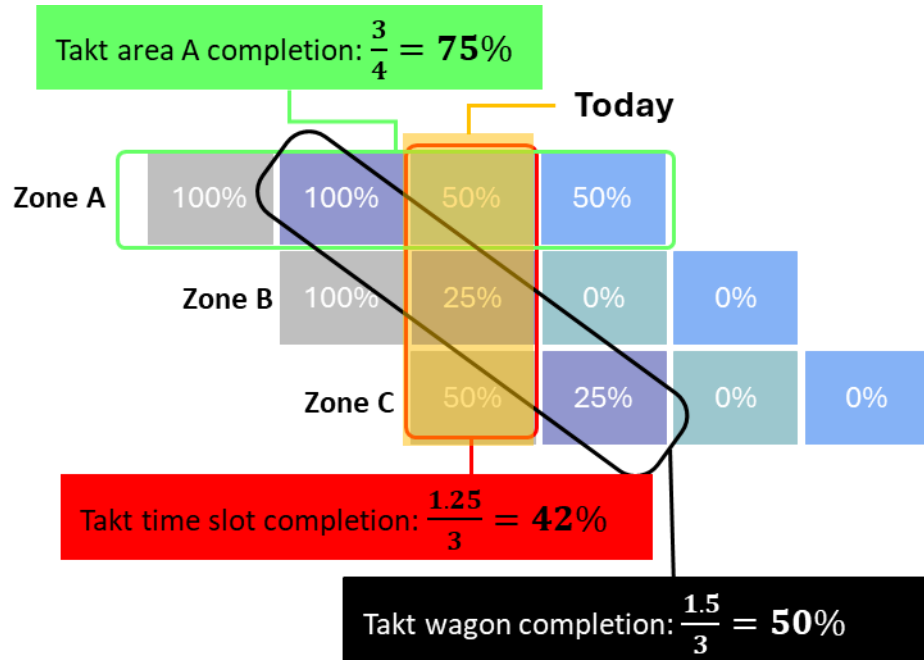 Takt area A completion: 3/4 = 75%
Today
Zone A 100% 100% 50% 50%
Zone B 100% 25% 0% 0%
Zone C 50% 25% 0% 0%
Takt time slot completion: 1.25/3 = 42%
Takt wagon completion: 1.5/3 = 50%